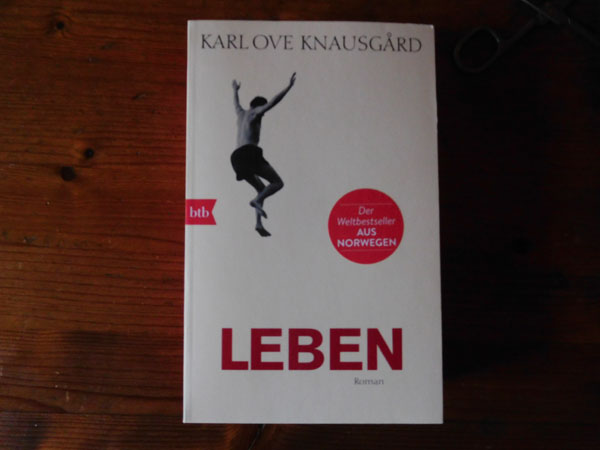 KARL OVE KNAUSGÅRD
btb
Der
Weltbestseller
AUS
NORWEGEN
LEBEN
Roman